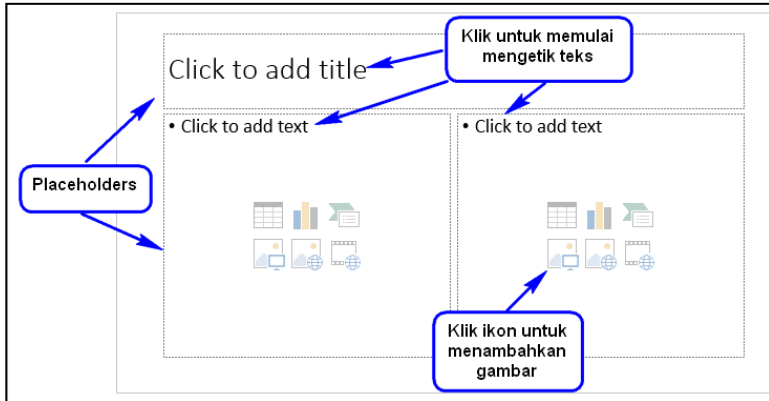 Klik untuk memulai
mengetik teks
Click to add title
• Click to add text
• Click to add text
Placeholders
Klik ikon untuk
menambahkan
gambar